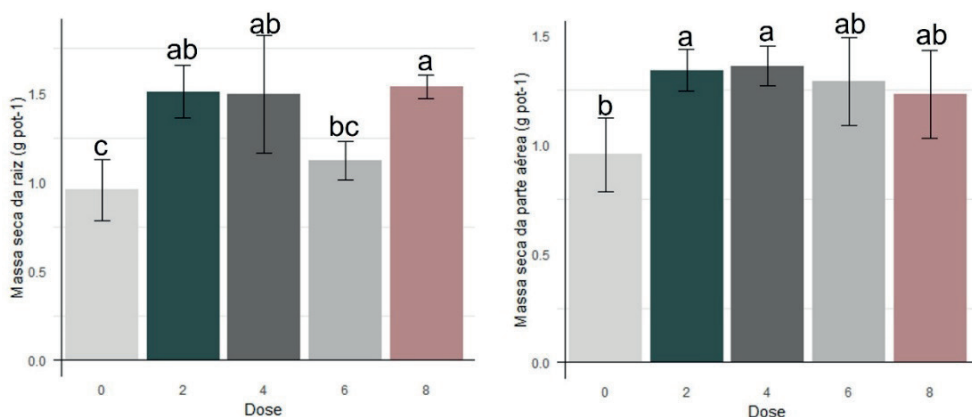 Massa seca da raiz (g pot-1)
1.5
1.0
0.5
0.0
c
ab
ab
bc
a
0 2 4 6 8
Dose
Massa seca da parte aérea (g pot-1)
1.5
1.0
0.5
0.0
b
a
a
ab
ab
0 2 4 6 8
Dose